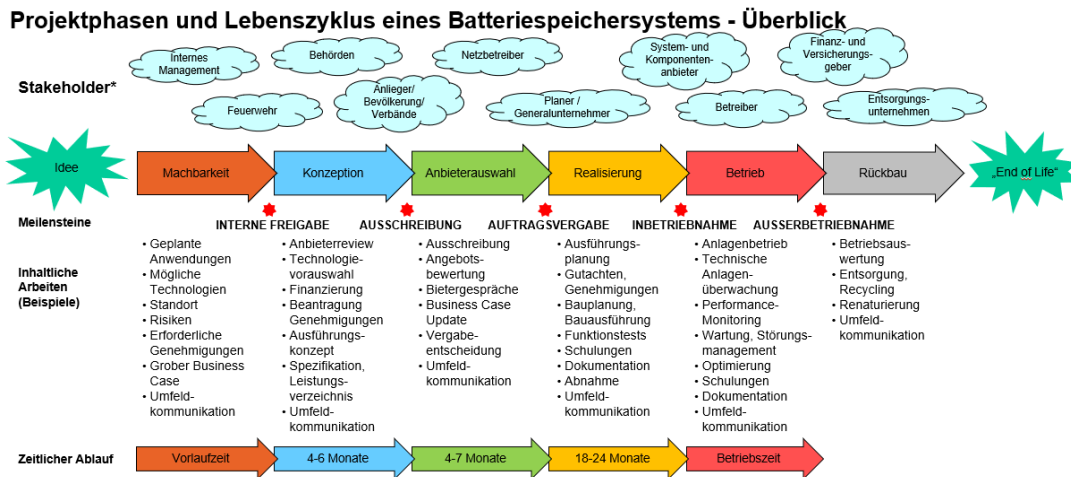 Projektphasen und Lebenszyklus eines Batteriespeichersystems - Überblick
Stakeholder*
Internes
Management
Feuerwehr
Behörden
Anlieger/
Bevölkerung/
Verbände
Netzbetreiber
Planer /
Generalunternehmer
System- und
Komponenten-
anbieter
Betreiber
Finanz- und
Versicherungs-
geber
Entsorgungs-
unternehmen
Idee
Machbarkeit
Konzeption
Anbieterauswahl
Realisierung
Betrieb
Rückbau
„End of Life"
Meilensteine
INTERNE FREIGABE
AUSSCHREIBUNG
AUFTRAGSVERGABE
INBETRIEBNAHME
AUSSERBETRIEBNAHME
Inhaltliche
Arbeiten
(Beispiele)
• Geplante
Anwendungen
• Mögliche
Technologien
• Standort
• Risiken
• Erforderliche
Genehmigungen
• Grober Business
Case
• Umfeld-
kommunikation
• Anbieterreview
• Technologie-
vorauswahl
• Finanzierung
• Beantragung
Genehmigungen
• Ausführungs-
konzept
• Spezifikation,
Leistungs-
verzeichnis
• Umfeld-
kommunikation
• Ausschreibung
• Angebots-
bewertung
• Bietergespräche
• Business Case
Update
• Vergabe-
entscheidung
• Umfeld-
kommunikation
• Ausführungs-
planung
• Gutachten,
Genehmigungen
• Bauplanung,
Bauausführung
• Funktionstests
• Schulungen
• Dokumentation
• Abnahme
• Umfeld-
kommunikation
• Anlagenbetrieb
• Technische
Anlagen-
überwachung
• Performance-
Monitoring
• Wartung, Störungs-
management
• Optimierung
• Schulungen
• Dokumentation
• Umfeld-
kommunikation
• Betriebsaus-
wertung
• Entsorgung,
Recycling
• Renaturierung
• Umfeld-
kommunikation
Zeitlicher Ablauf
Vorlaufzeit
4-6 Monate
4-7 Monate
18-24 Monate
Betriebszeit